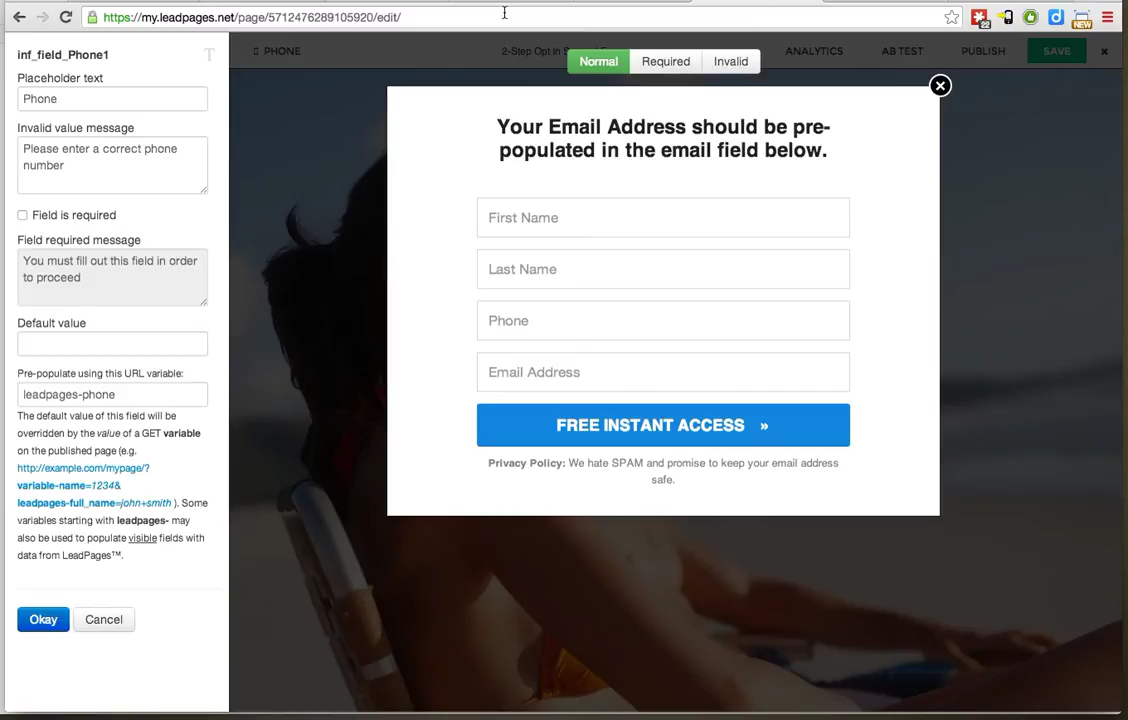 https://my.leadpages.net/page/5712476289105920/edit/
22
NEW
inf_field_Phone1
T
Placeholder text
Phone
Invalid value message
Please enter a correct phone
number
Field is required
Field required message
You must fill out this field in order
to proceed
Default value
Pre-populate using this URL variable:
leadpages-phone
The default value of this field will be
overridden by the value of a GET variable
on the published page (e.g.
http://example.com/mypage/?
variable-name=1234&
leadpages-full_name=john+smith ). Some
variables starting with leadpages- may
also be used to populate visible fields with
data from LeadPages™.
Okay
Cancel
PHONE
2-Step Opt in
ANALYTICS
AB TEST
PUBLISH
SAVE
Normal
Required
Invalid
Your Email Address should be pre-
populated in the email field below.
First Name
Last Name
Phone
Email Address
FREE INSTANT ACCESS »
Privacy Policy: We hate SPAM and promise to keep your email address
safe.